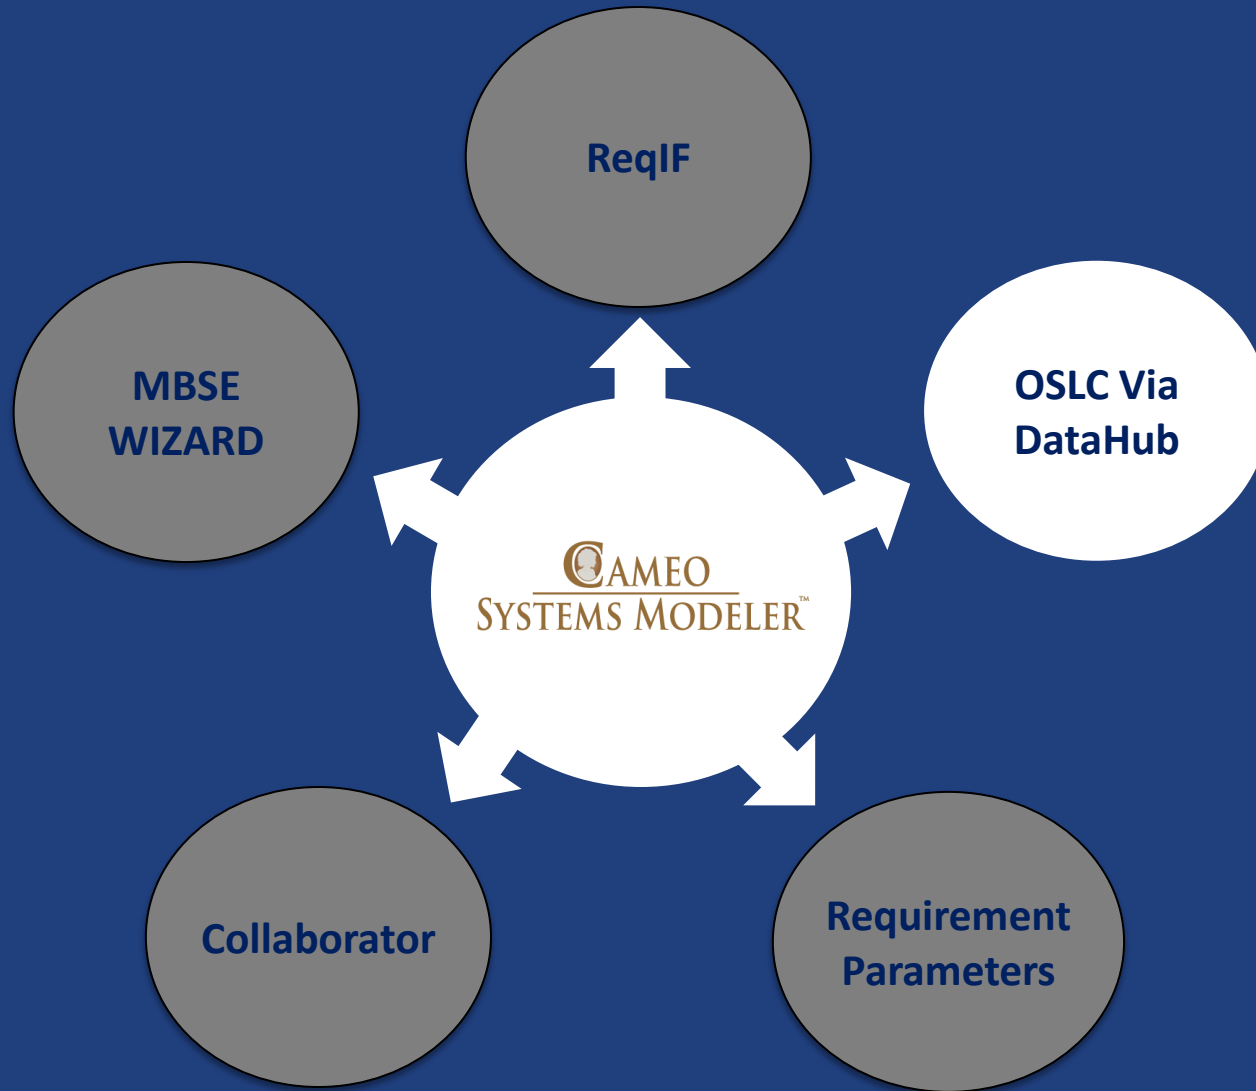 ReqIF
MBSE
WIZARD
OSLC Via
DataHub
CAMEO
SYSTEMS MODELER™
Collaborator
Requirement
Parameters